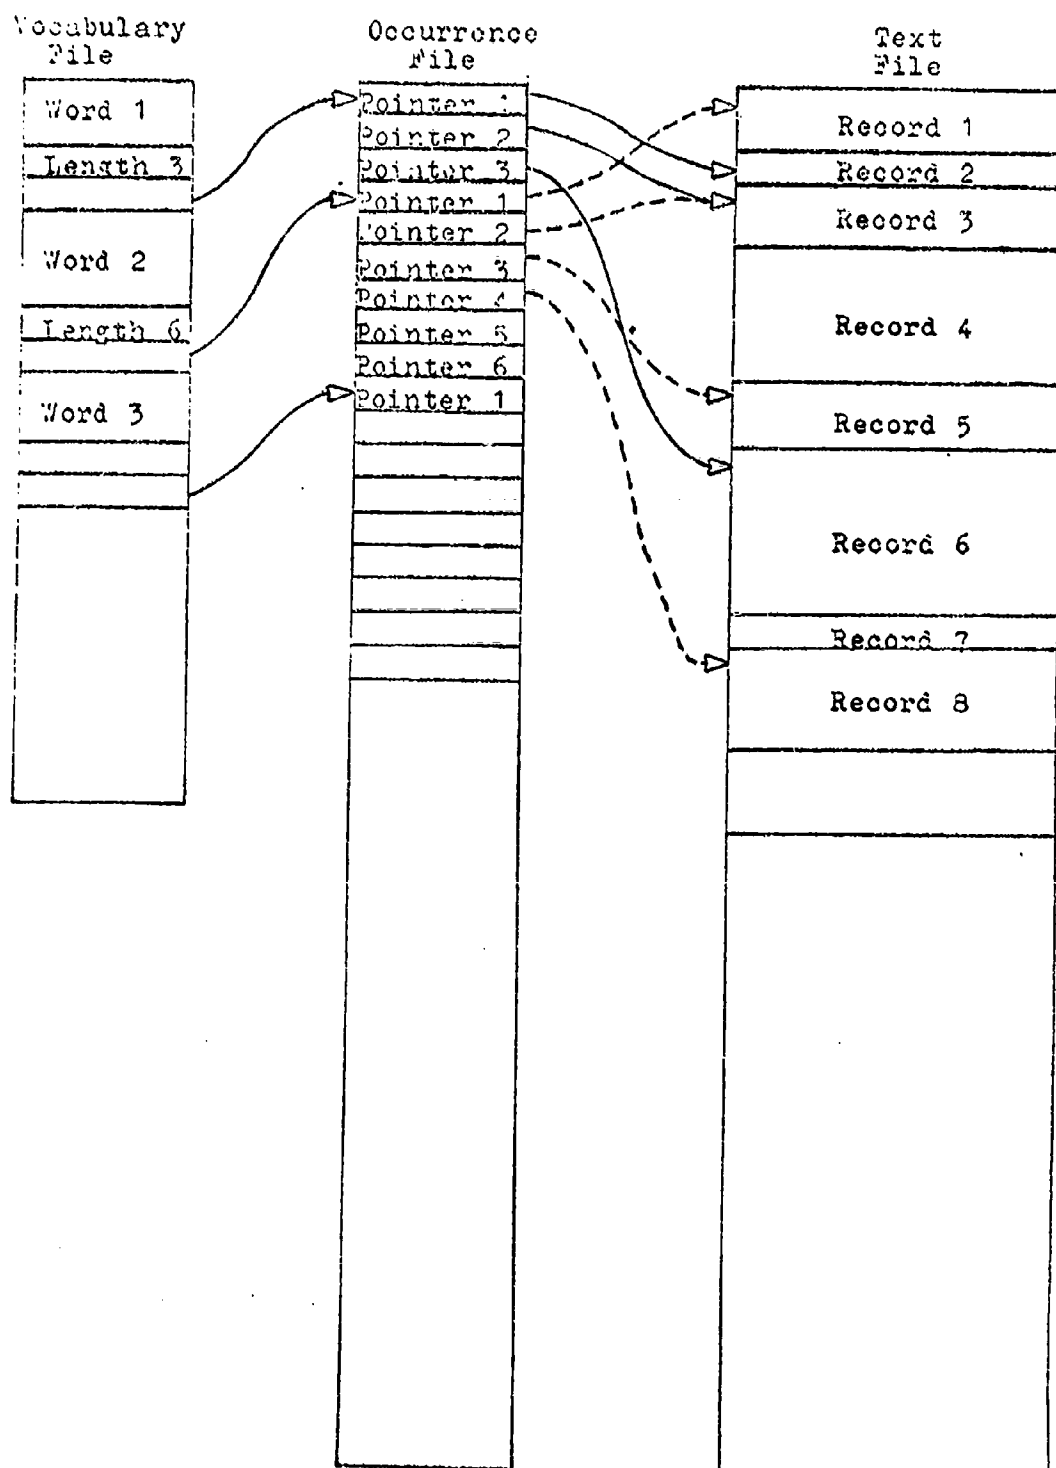 Vocabulary
File
Word 1
Length 3
Word 2
Length 6
Word 3
Occurrence
File
Pointer 1
Pointer 2
Pointer 3
Pointer 1
Pointer 2
Pointer 3
Pointer 4
Pointer 5
Pointer 6
Pointer 1
Text
File
Record 1
Record 2
Record 3
Record 4
Record 5
Record 6
Record 7
Record 8